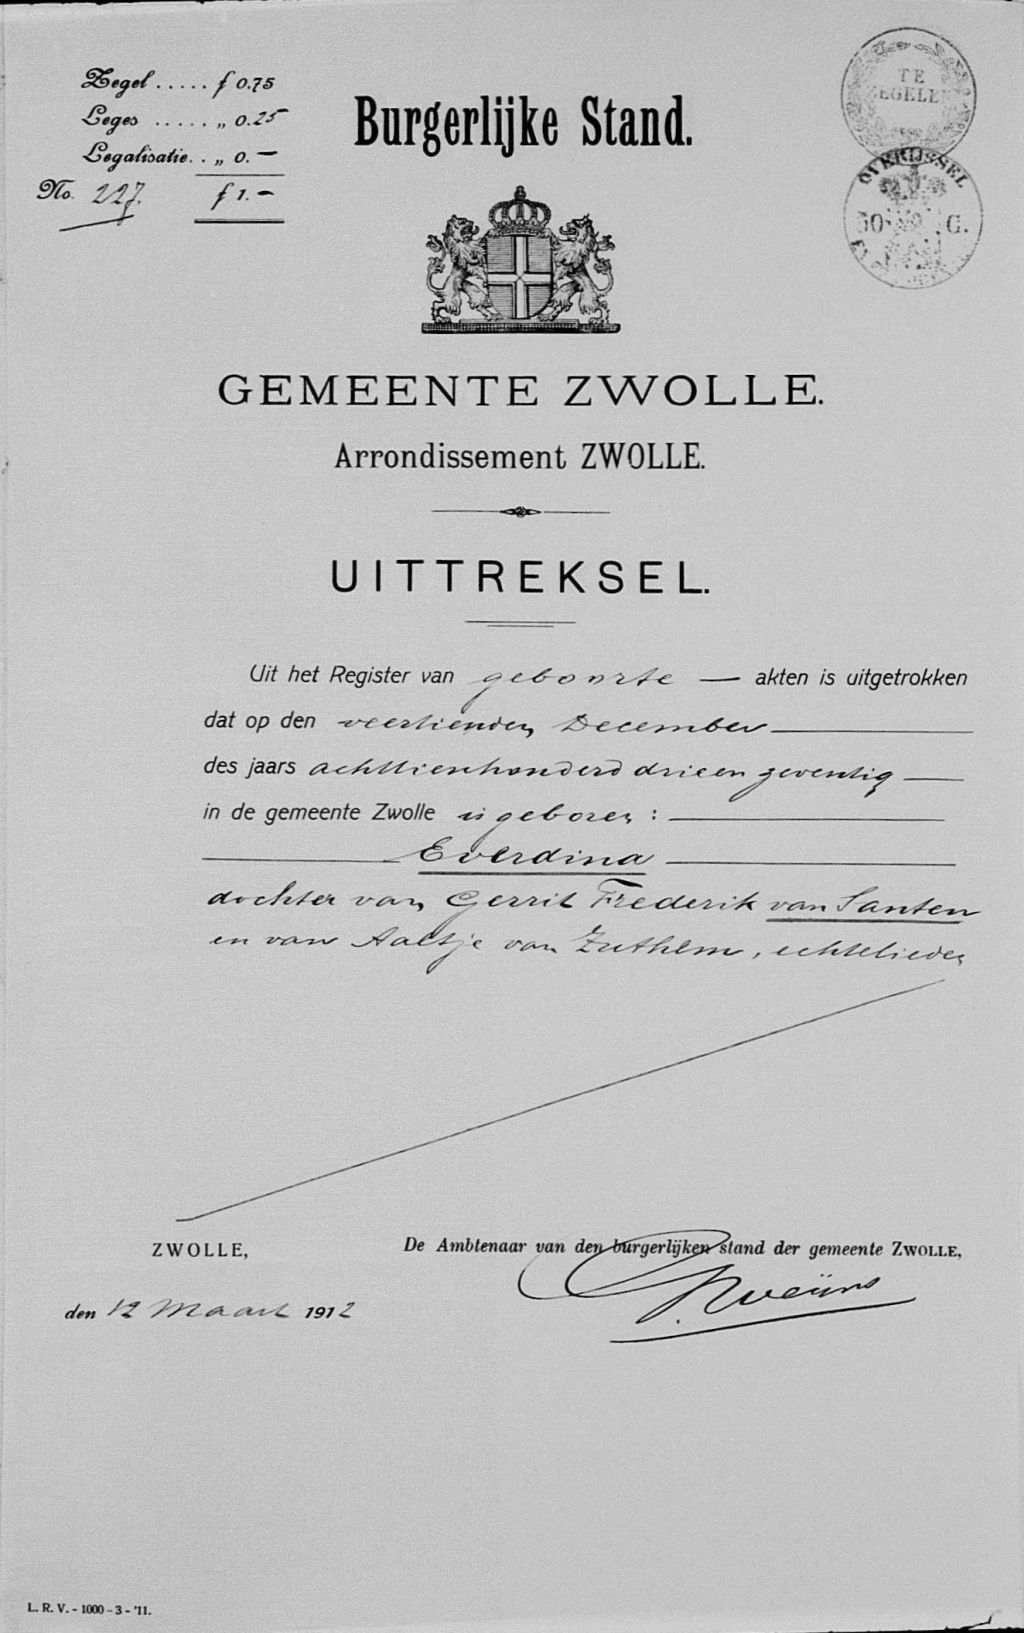 Zegel ..... f 0.75
Leges ..... „ 0.25
Legalisatie. . „ 0. —
No. 227. f 1. –
Burgerlijke Stand.
TE
ZEGELEN
OVERIJSSEL
50 G.
GEMEENTE ZWOLLE.
Arrondissement ZWOLLE.
UITTREKSEL.
Uit het Register van geboorte — akten is uitgetrokken
dat op den veertienden December
des jaars achttienhonderd drieen zeventig
in de gemeente Zwolle is geboren :
Everdina
dochter van Gerrit Frederik van Santen
en van Aaltje van Zuthem, echtelieden
ZWOLLE,
De Ambtenaar van den burgerlijken stand der gemeente ZWOLLE,
den 12 Maart 1912
L. R. V. - 1000 - 3 - '11.